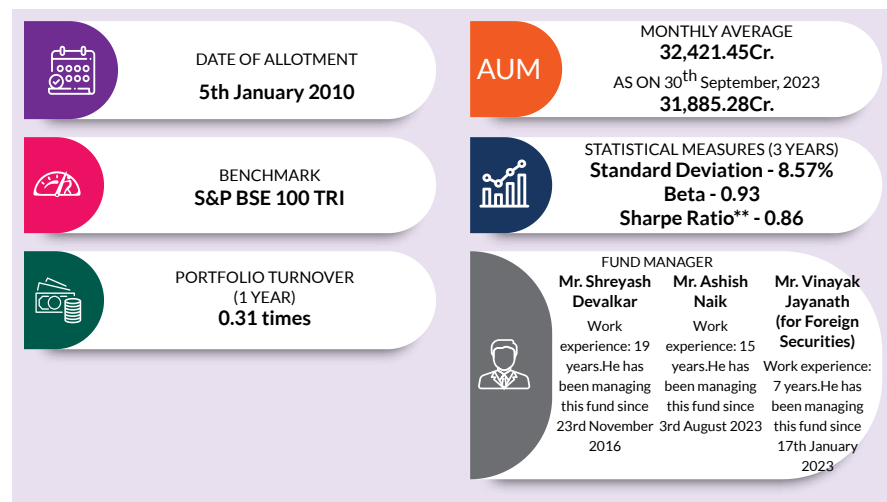 DATE OF ALLOTMENT
5th January 2010
BENCHMARK
S&P BSE 100 TRI
PORTFOLIO TURNOVER
(1 YEAR)
0.31 times
AUM
MONTHLY AVERAGE
32,421.45Cr.
AS ON 30th September, 2023
31,885.28Cr.
STATISTICAL MEASURES (3 YEARS)
Standard Deviation - 8.57%
Beta - 0.93
Sharpe Ratio** - 0.86
FUND MANAGER
Mr. Shreyash
Devalkar
Work
experience: 19
years.He has
been managing
this fund since
23rd November
2016
Mr. Ashish
Naik
Work
experience: 15
years.He has
been managing
this fund since
3rd August 2023
Mr. Vinayak
Jayanath
(for Foreign
Securities)
Work experience:
7 years.He has
been managing
this fund since
17th January
2023